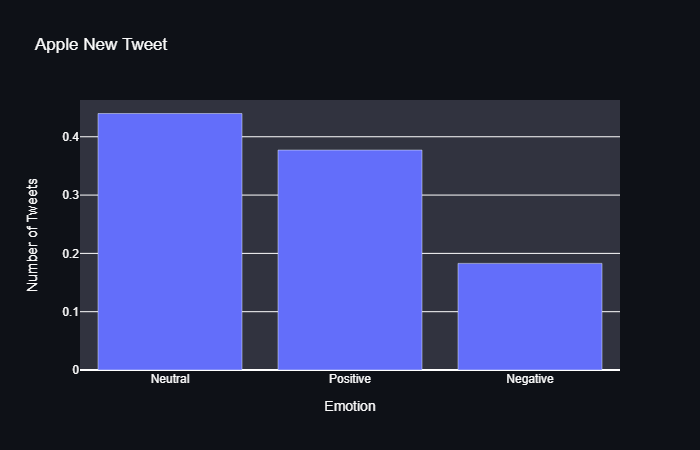 Apple New Tweet
Number of Tweets
0.4
0.3
0.2
0.1
0
Neutral Positive Negative
Emotion